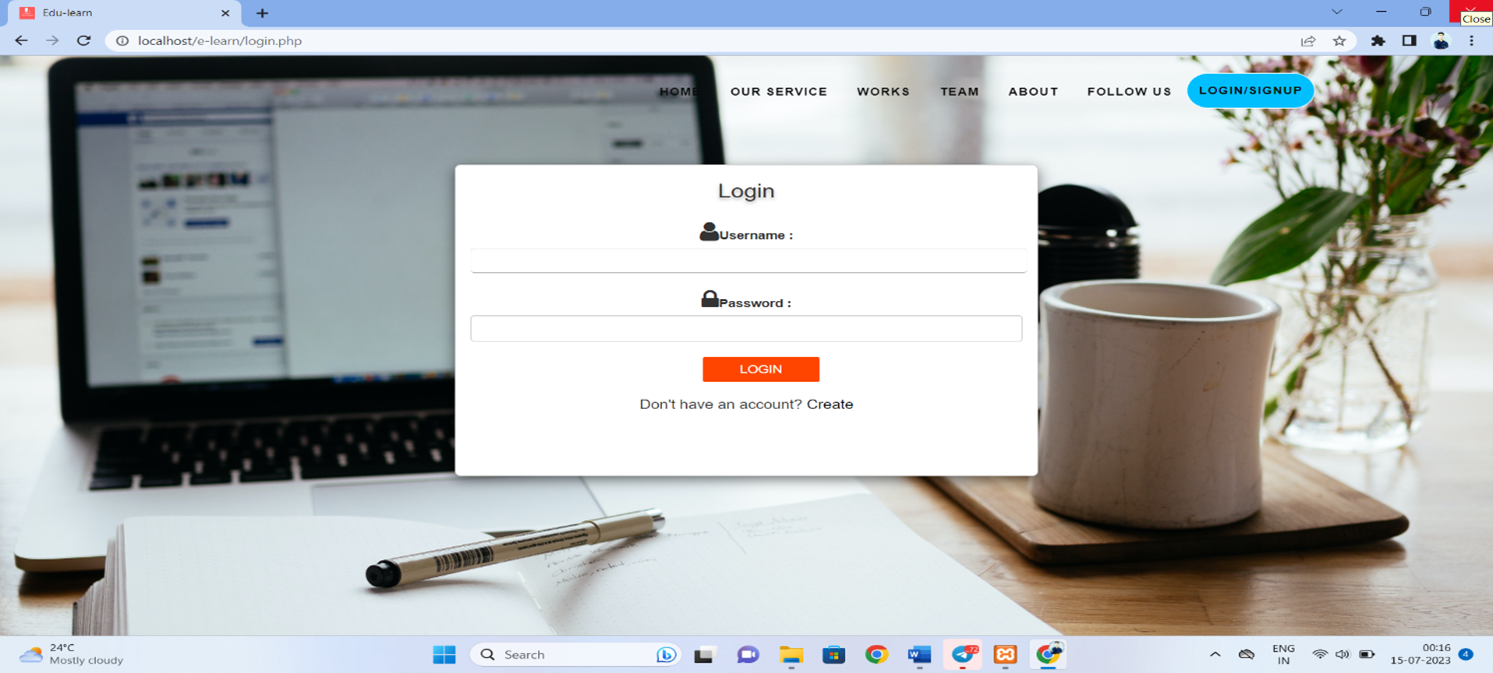 Edu-learn
Close
localhost/e-learn/login.php
HOME OUR SERVICE WORKS TEAM ABOUT FOLLOW US LOGIN/SIGNUP
Login
Username :
Password :
LOGIN
Don't have an account? Create
24°C
Mostly cloudy
Search
72
ENG
IN
00:16
15-07-2023
4